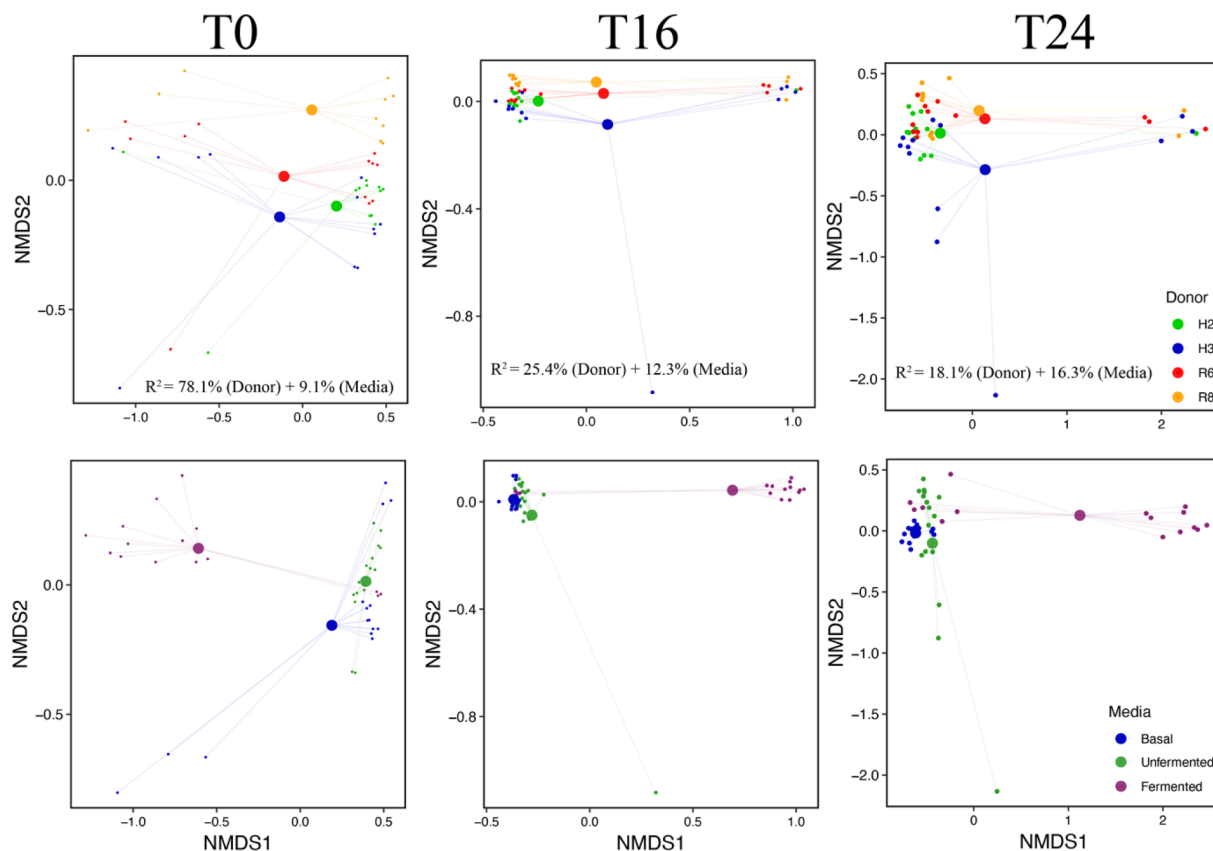 T0
T16
T24
NMDS2
0.0
−0.5
−1.0
−0.5
0.0
0.5
R² = 78.1% (Donor) + 9.1% (Media)
NMDS2
0.0
−0.4
−0.8
−0.5
0.0
0.5
1.0
R² = 25.4% (Donor) + 12.3% (Media)
NMDS2
0.5
0.0
−0.5
−1.0
−1.5
−2.0
0
1
2
R² = 18.1% (Donor) + 16.3% (Media)
Donor
H2
H3
R6
R8
NMDS2
0.0
−0.5
−1.0
−0.5
0.0
0.5
NMDS1
NMDS2
0.0
−0.4
−0.8
−0.5
0.0
0.5
1.0
NMDS1
NMDS2
0.5
0.0
−0.5
−1.0
−1.5
−2.0
0
1
2
NMDS1
Media
Basal
Unfermented
Fermented